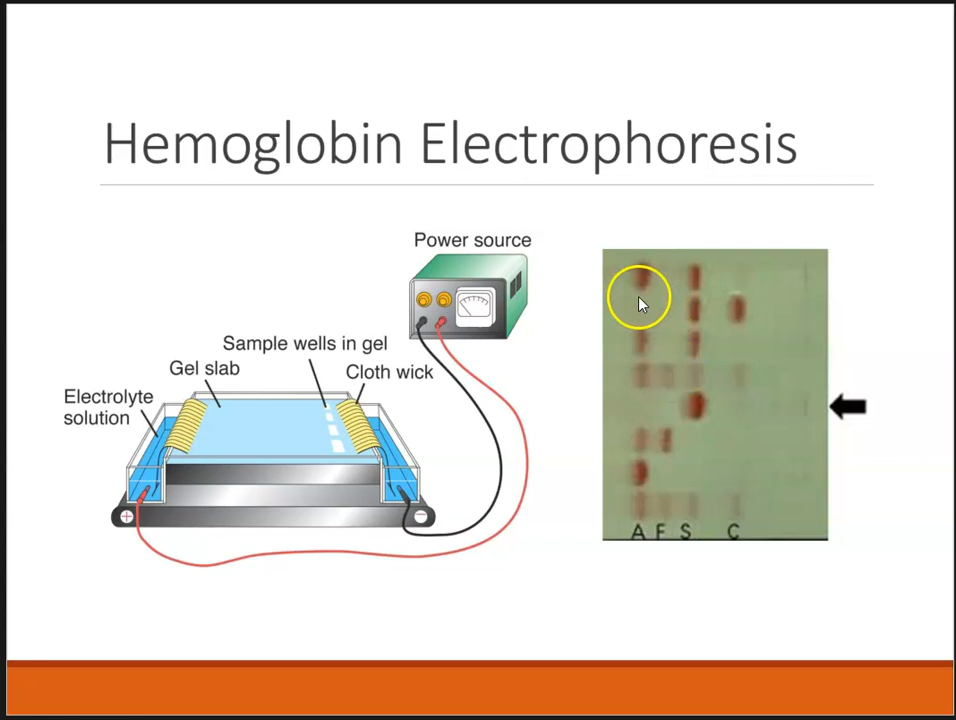 Hemoglobin Electrophoresis
Power source
Sample wells in gel
Gel slab
Cloth wick
Electrolyte
solution
+
−
A F S C